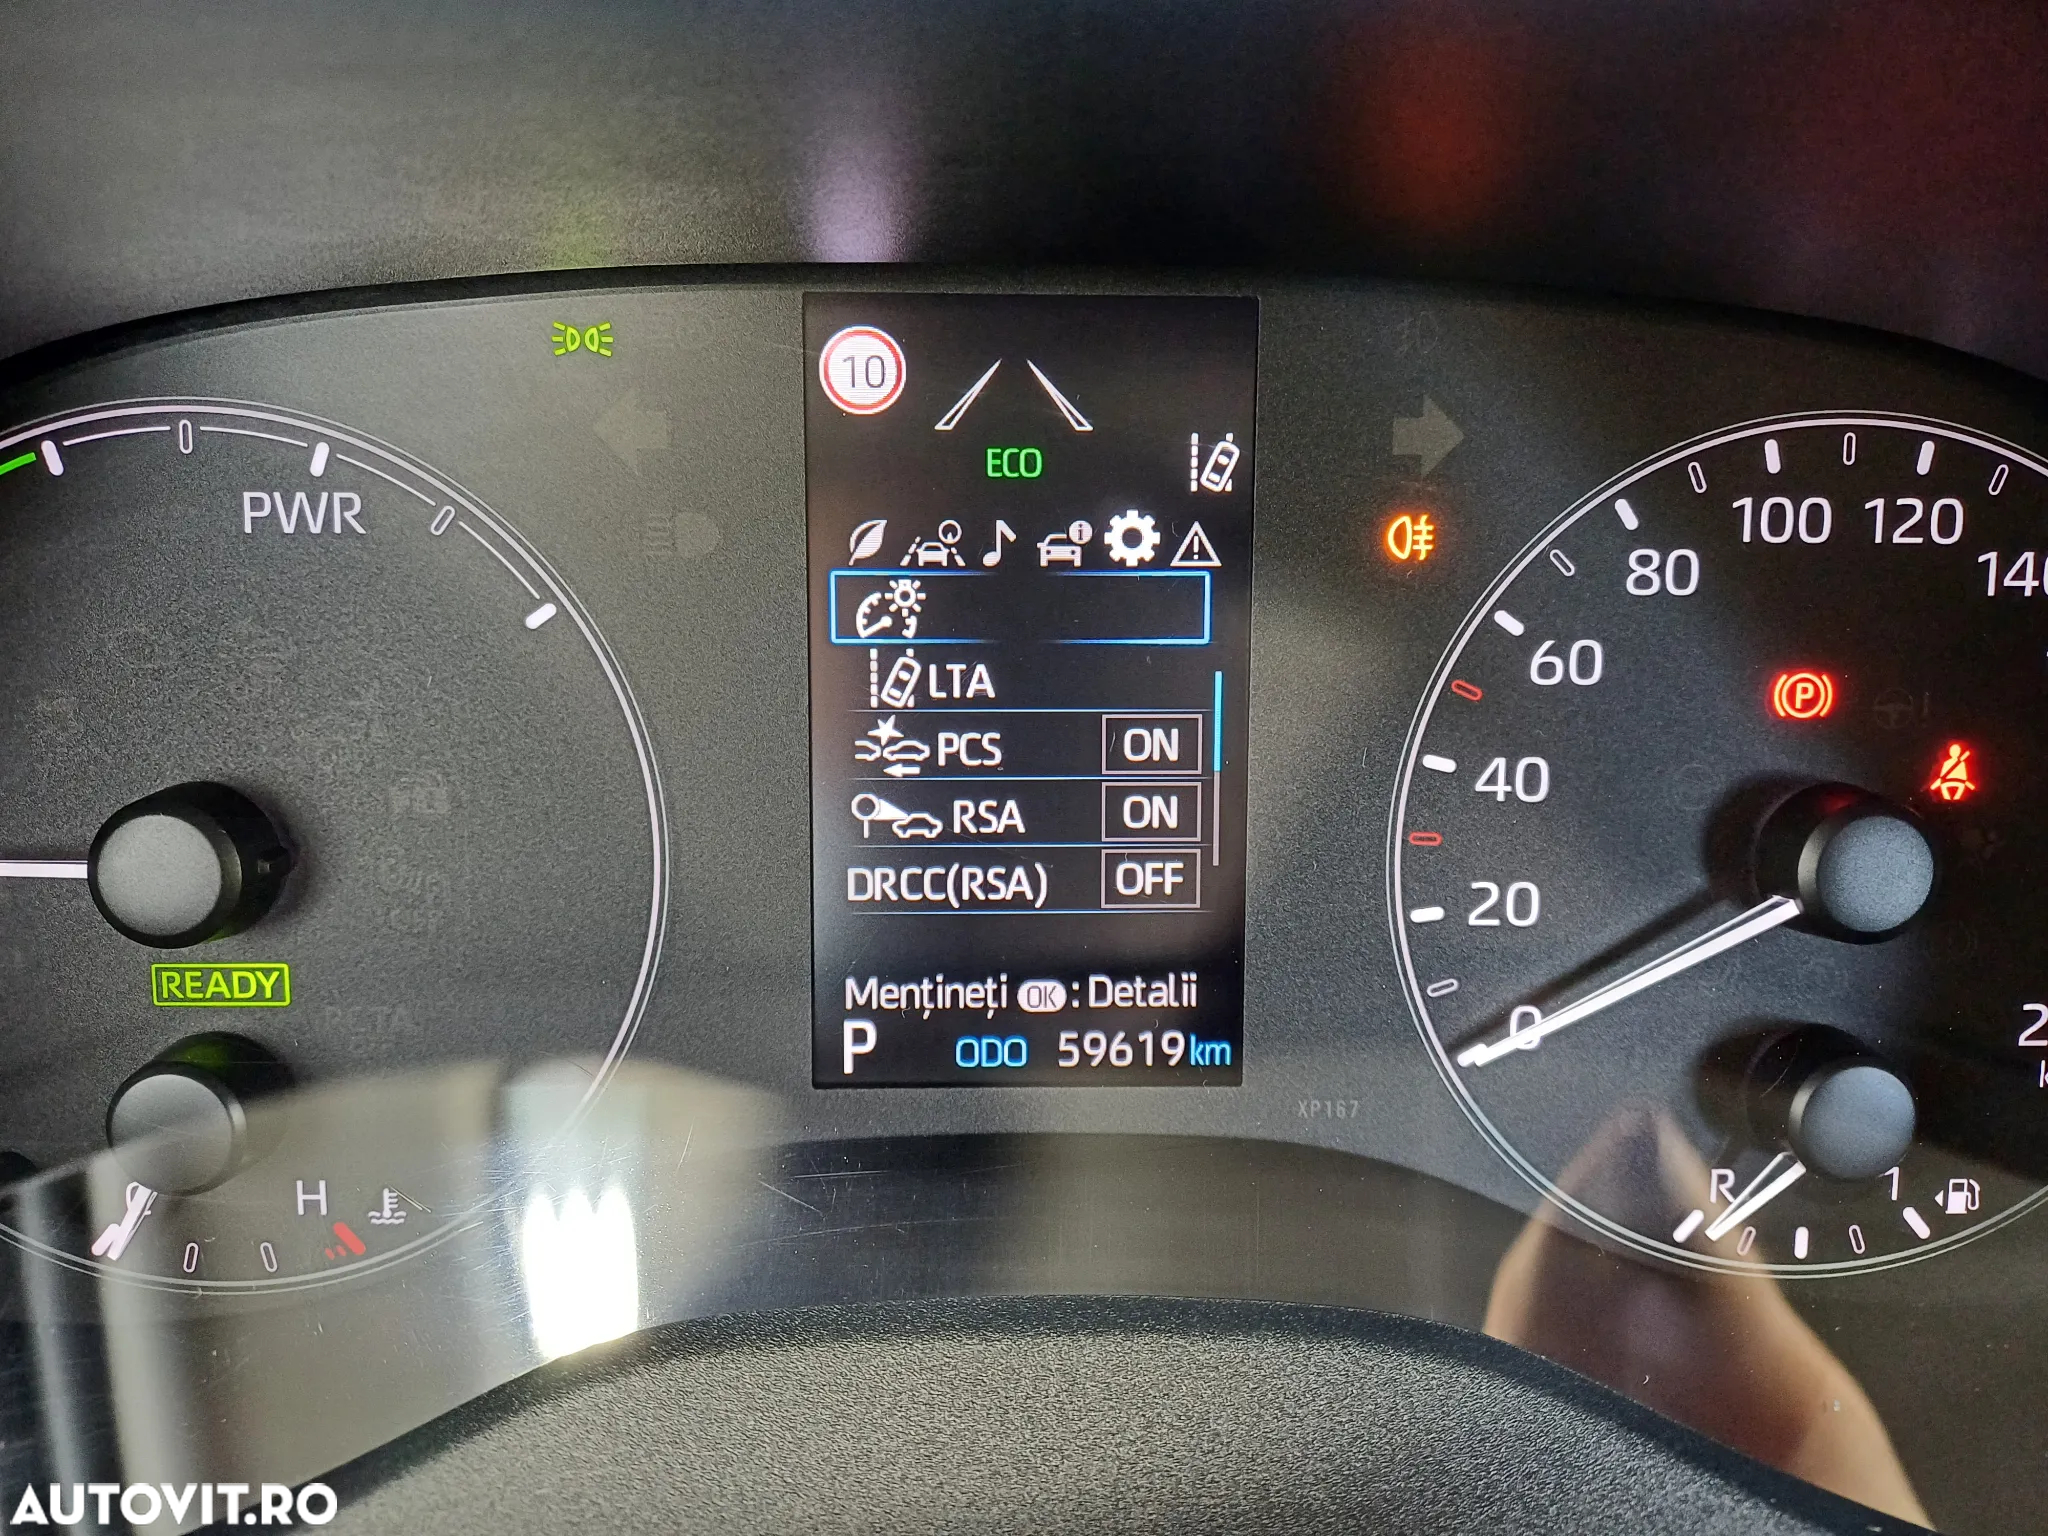 10
ECO
PWR
LTA
PCS ON
RSA ON
DRCC(RSA) OFF
Mențineți OK : Detalii
P ODO 59619 km
READY
H
XP167
0
20
40
60
80
100
120
P
R
1
AUTOVIT.RO